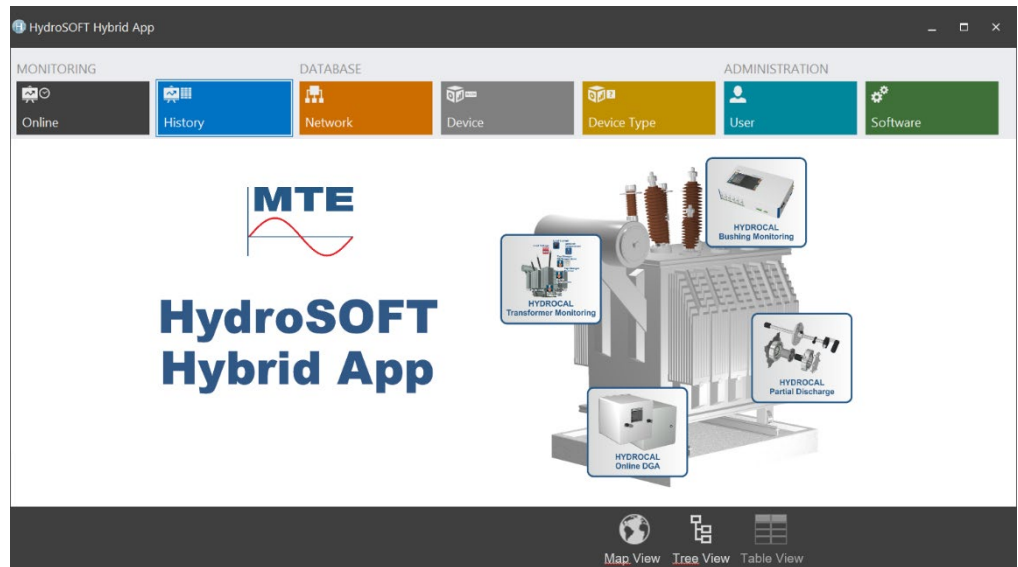 HydroSOFT Hybrid App
MONITORING
DATABASE
ADMINISTRATION
Online
History
Network
Device
Device Type
User
Software
MTE
HydroSOFT
Hybrid App
HYDROCAL
Bushing Monitoring
HYDROCAL
Transformer Monitoring
HYDROCAL
Partial Discharge
HYDROCAL
Online DGA
Map View
Tree View
Table View